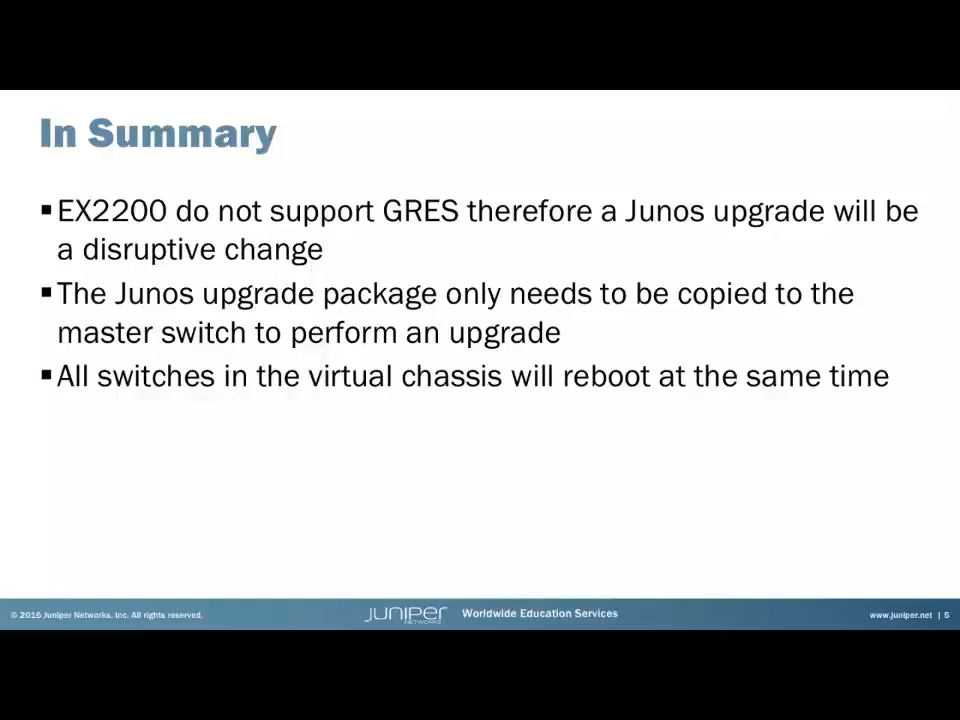 In Summary
▪EX2200 do not support GRES therefore a Junos upgrade will be
a disruptive change
▪The Junos upgrade package only needs to be copied to the
master switch to perform an upgrade
▪All switches in the virtual chassis will reboot at the same time
© 2016 Juniper Networks, Inc. All rights reserved.
JUNIPER
NETWORKS
Worldwide Education Services
www.juniper.net | 5